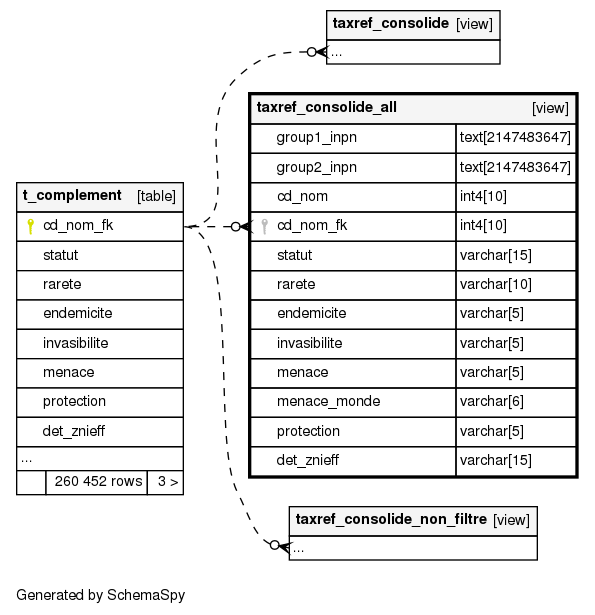 taxref_consolide [view]
...
taxref_consolide_all [view]
group1_inpn text[2147483647]
group2_inpn text[2147483647]
cd_nom int4[10]
cd_nom_fk int4[10]
statut varchar[15]
rarete varchar[10]
endemicite varchar[5]
invasibilite varchar[5]
menace varchar[5]
menace_monde varchar[6]
protection varchar[5]
det_znieff varchar[15]
t_complement [table]
cd_nom_fk
statut
rarete
endemicite
invasibilite
menace
protection
det_znieff
...
260 452 rows 3 >
taxref_consolide_non_filtre [view]
...
Generated by SchemaSpy